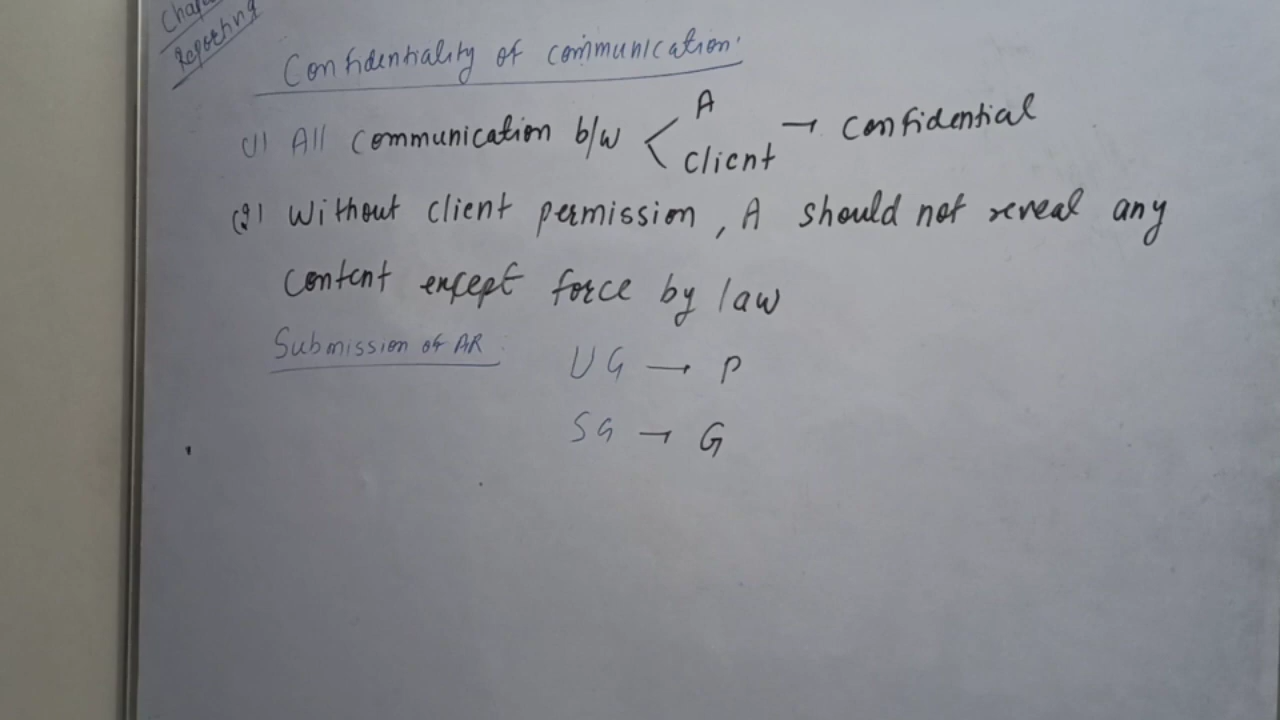 Reporting
Confidentiality of communication:
(1) All communication b/w < A client → confidential
(2) Without client permission, A should not reveal any
content except force by law
Submission of AR :
UG → P
SG → G